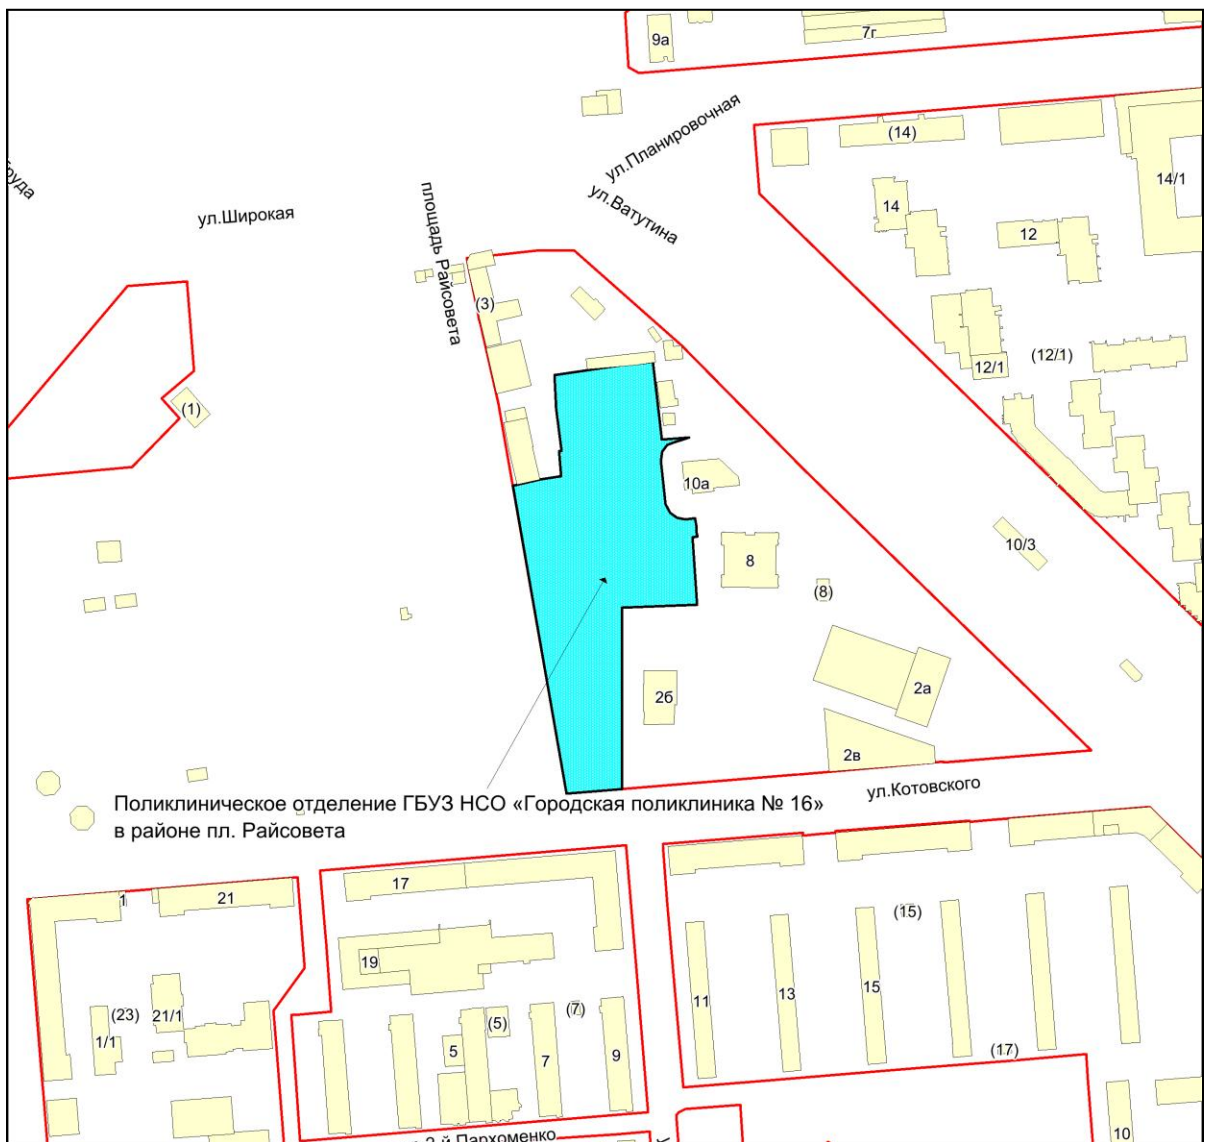 9а
7г
ул.Планировочная
(14)
14/1
14
ул.Ватутина
ул.Широкая
площадь Райсовета
12
(3)
(12/1)
12/1
(1)
10а
10/3
8
(8)
2б
2а
2в
ул.Котовского
Поликлиническое отделение ГБУЗ НСО «Городская поликлиника № 16»
в районе пл. Райсовета
17
1
21
(15)
19
11
13
15
(23)
21/1
1/1
(5)
(7)
5
7
9
(17)
10
2-й Пархоменко